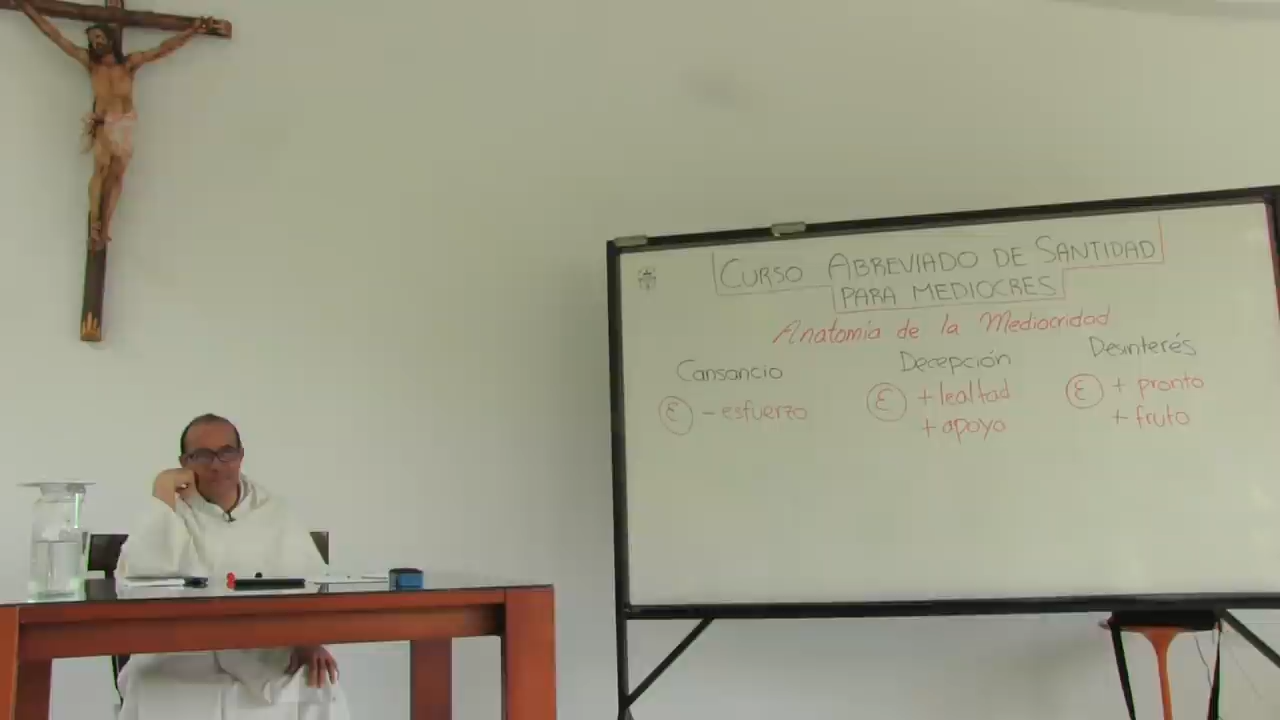 CURSO ABREVIADO DE SANTIDAD
PARA MEDIOCRES
Anatomía de la Mediocridad
Cansancio
Ɛ - esfuerzo
Decepción
Ɛ + lealtad
+ apoyo
Desinterés
Ɛ + pronto
+ fruto